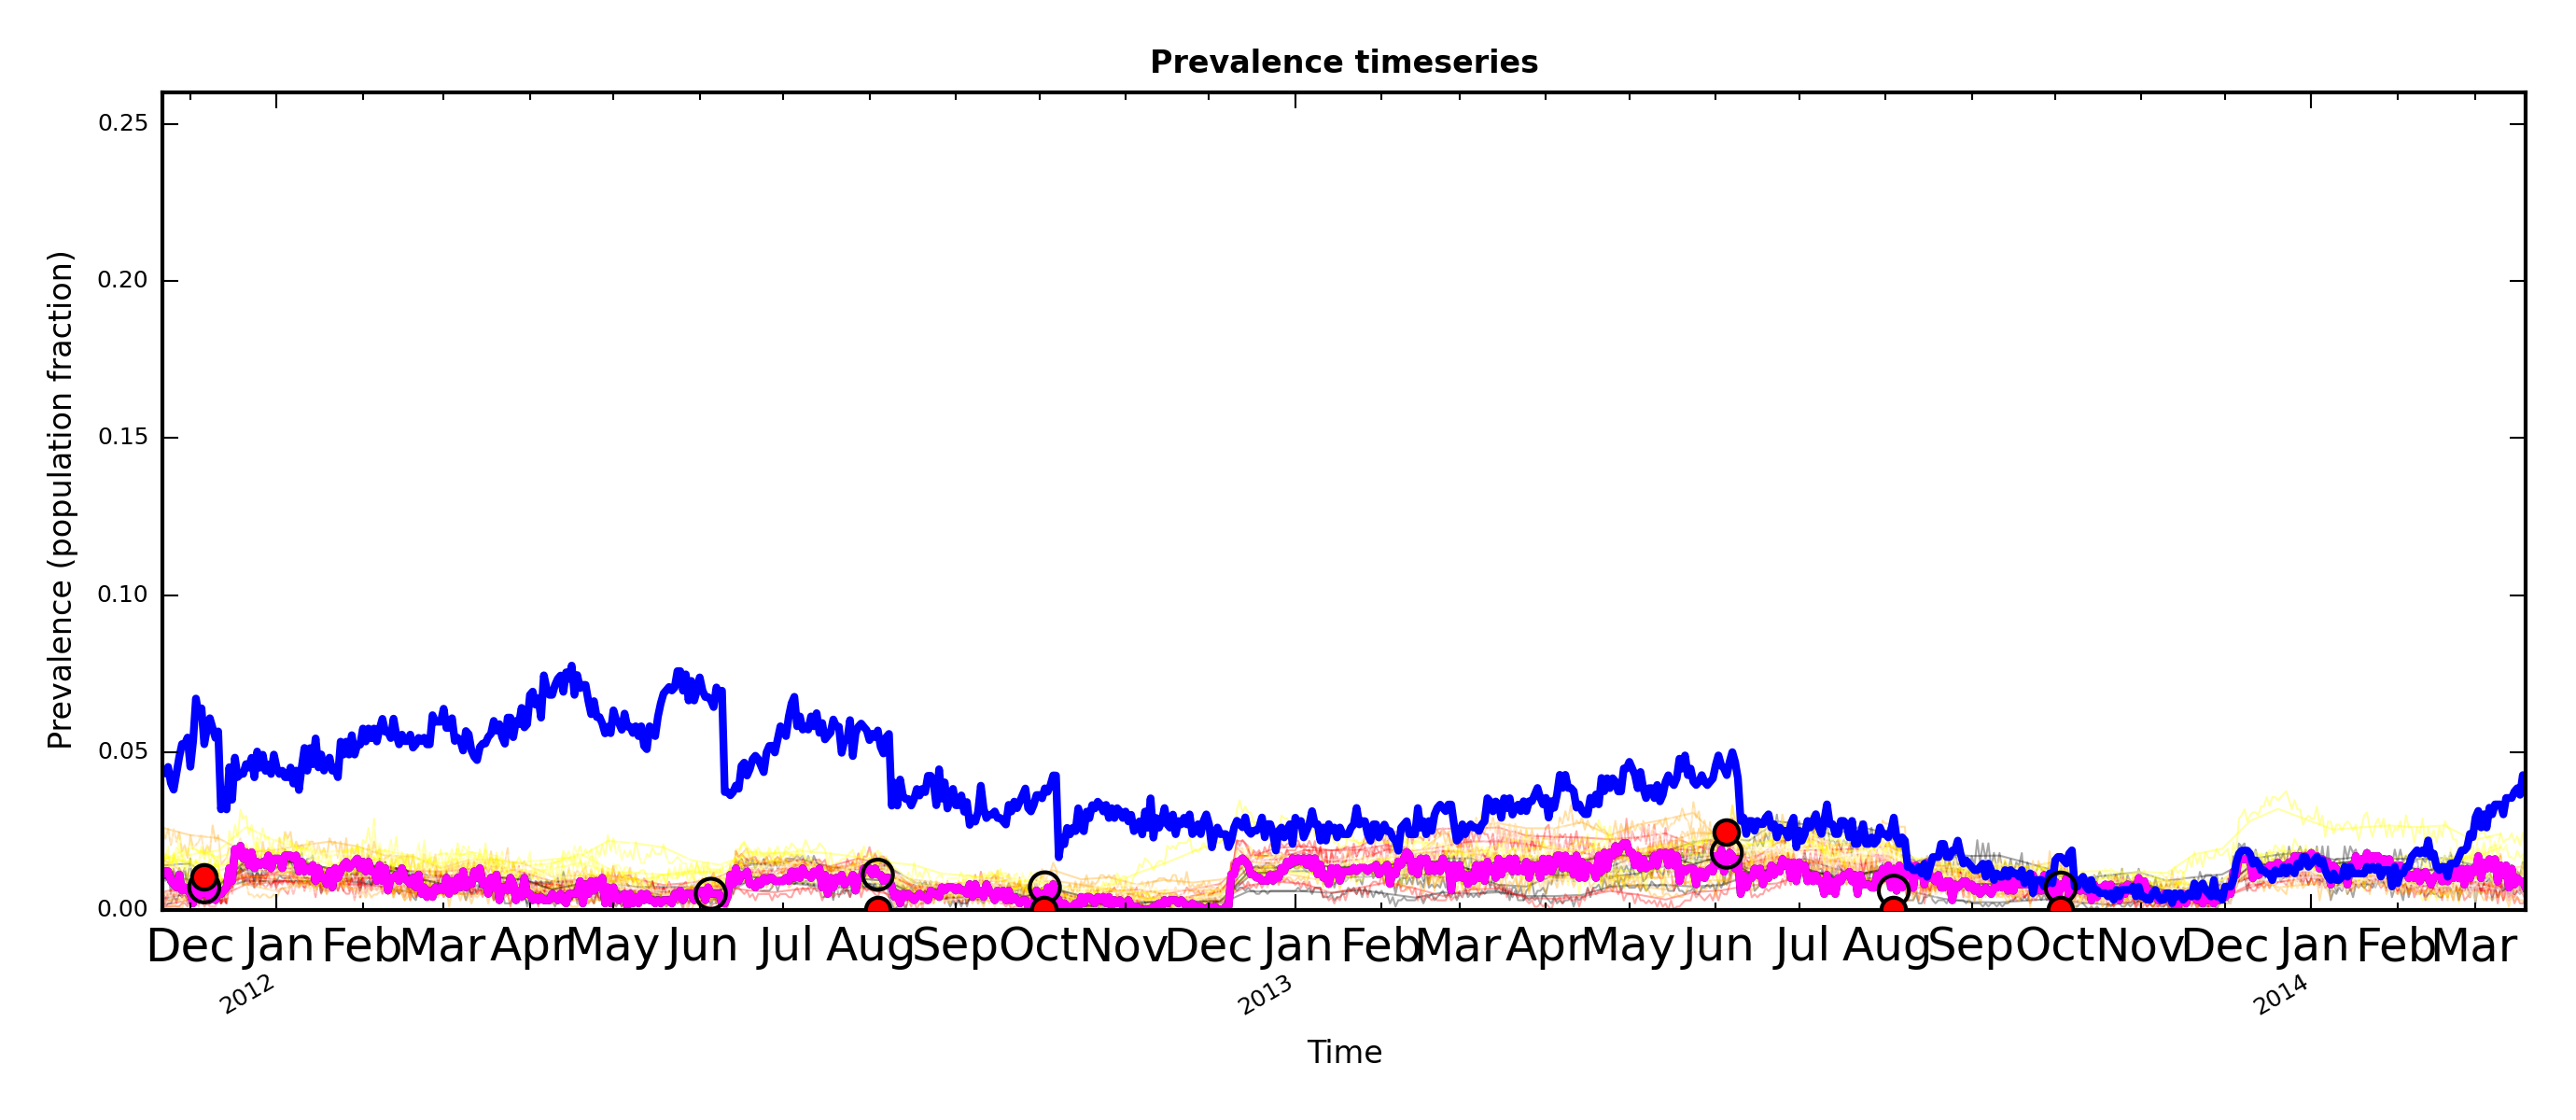 Prevalence timeseries
Prevalence (population fraction)
0.25
0.20
0.15
0.10
0.05
0.00
Dec Jan Feb Mar Apr May Jun Jul Aug Sep Oct Nov Dec Jan Feb Mar Apr May Jun Jul Aug Sep Oct Nov Dec Jan Feb Mar
2012 2013 2014
Time